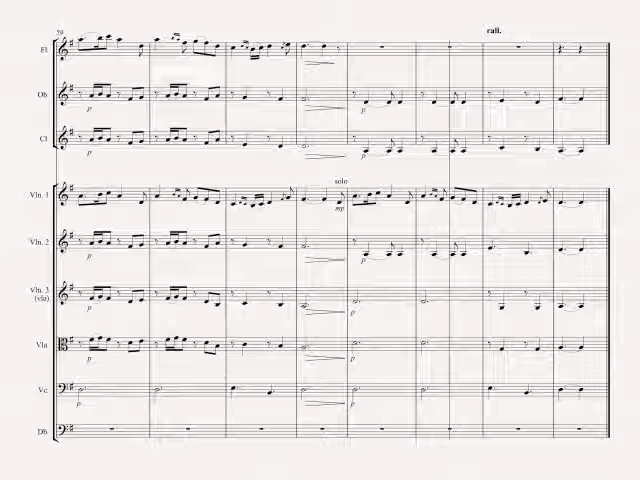 59
rall.
Fl.
Ob.
p
Cl.
p
p
Vln. 1
solo
mp
Vln. 2
p
p
Vln. 3
(vla)
p
p
Vla.
p
p
Vc.
p
p
Db.